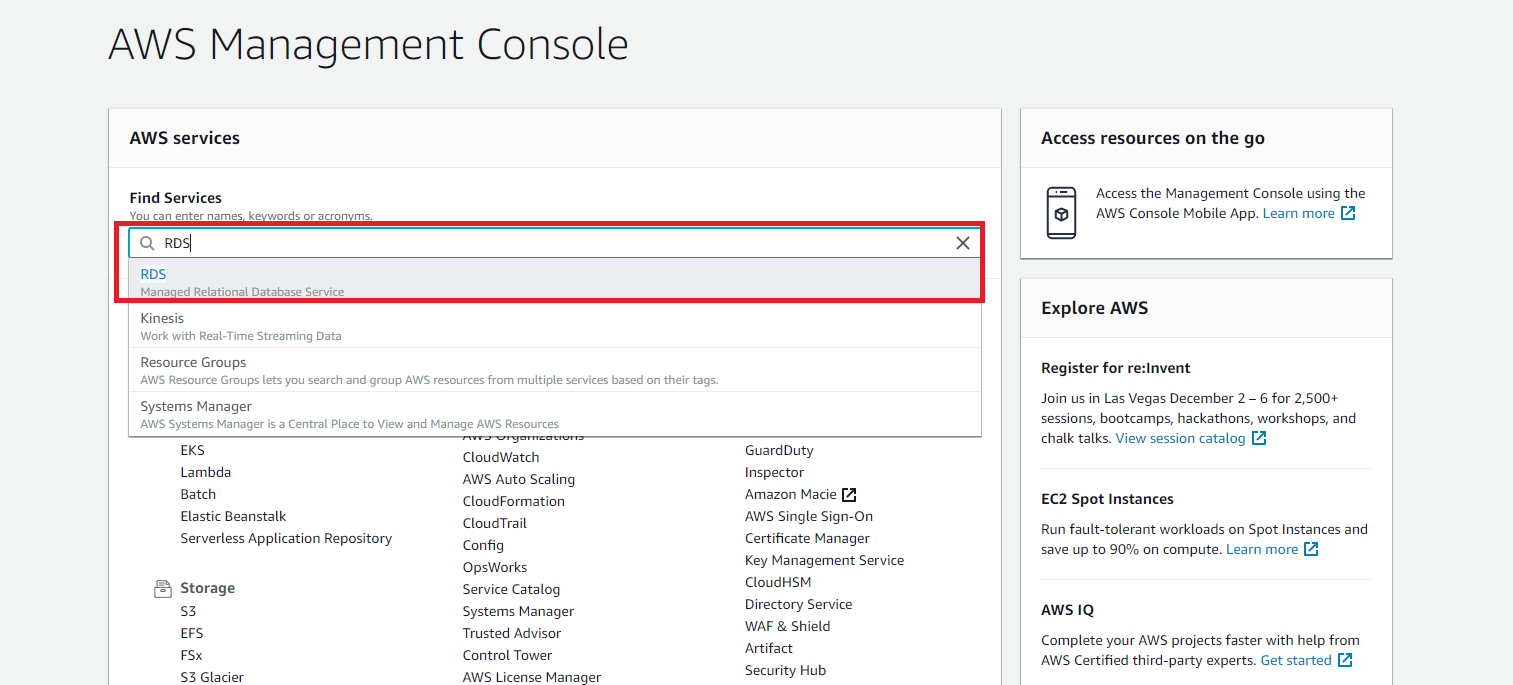 AWS Management Console
AWS services
Find Services
You can enter names, keywords or acronyms.
RDS
RDS
Managed Relational Database Service
Kinesis
Work with Real-Time Streaming Data
Resource Groups
AWS Resource Groups lets you search and group AWS resources from multiple services based on their tags.
Systems Manager
AWS Systems Manager is a Central Place to View and Manage AWS Resources
EKS
Lambda
Batch
Elastic Beanstalk
Serverless Application Repository
Storage
S3
EFS
FSx
S3 Glacier
AWS Organizations
CloudWatch
AWS Auto Scaling
CloudFormation
CloudTrail
Config
OpsWorks
Service Catalog
Systems Manager
Trusted Advisor
Control Tower
AWS License Manager
GuardDuty
Inspector
Amazon Macie
AWS Single Sign-On
Certificate Manager
Key Management Service
CloudHSM
Directory Service
WAF & Shield
Artifact
Security Hub
Access resources on the go
Access the Management Console using the
AWS Console Mobile App. Learn more
Explore AWS
Register for re:Invent
Join us in Las Vegas December 2 – 6 for 2,500+
sessions, bootcamps, hackathons, workshops, and
chalk talks. View session catalog
EC2 Spot Instances
Run fault-tolerant workloads on Spot Instances and
save up to 90% on compute. Learn more
AWS IQ
Complete your AWS projects faster with help from
AWS Certified third-party experts. Get started